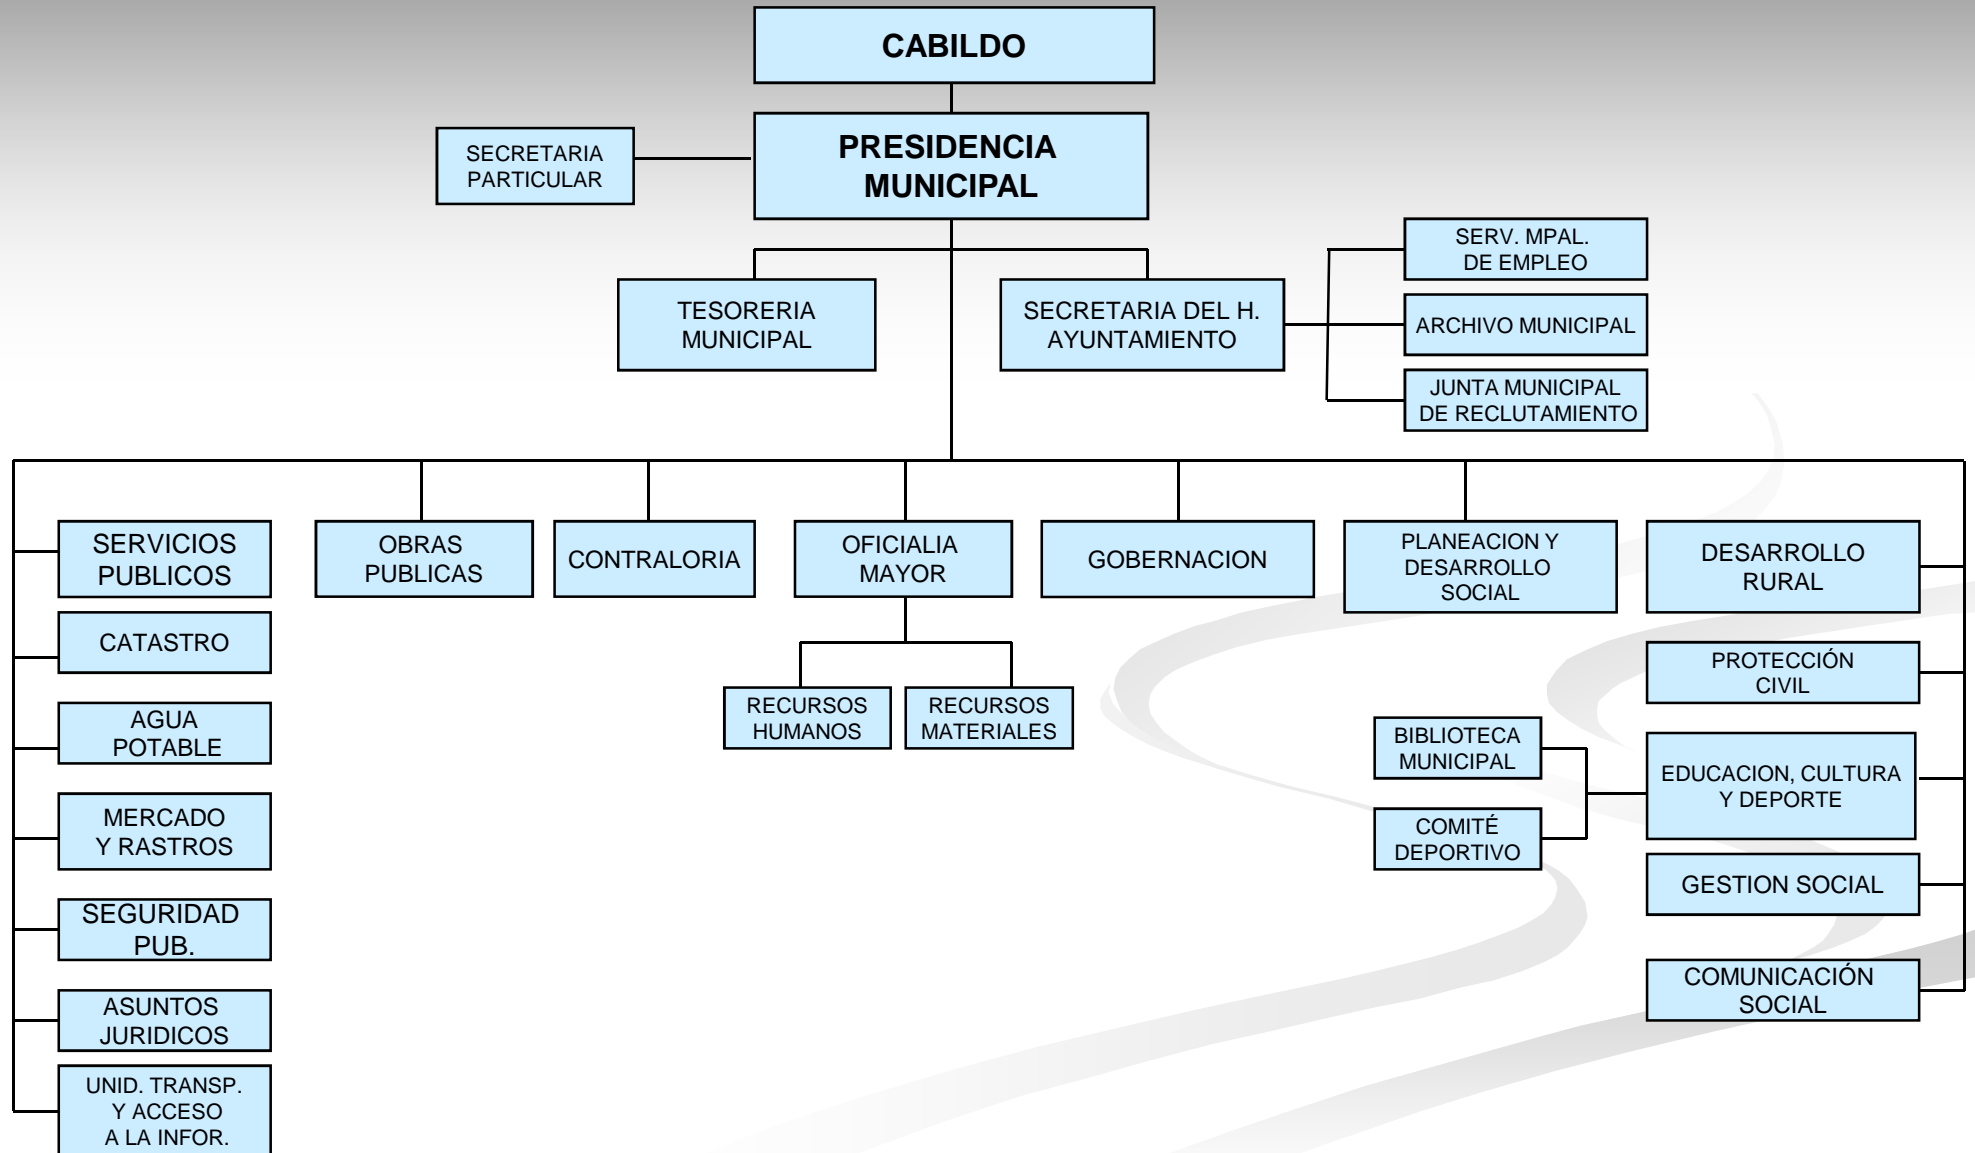 CABILDO
PRESIDENCIA
MUNICIPAL
SECRETARIA
PARTICULAR
TESORERIA
MUNICIPAL
SECRETARIA DEL H.
AYUNTAMIENTO
SERV. MPAL.
DE EMPLEO
ARCHIVO MUNICIPAL
JUNTA MUNICIPAL
DE RECLUTAMIENTO
SERVICIOS
PUBLICOS
OBRAS
PUBLICAS
CONTRALORIA
OFICIALIA
MAYOR
GOBERNACION
PLANEACION Y
DESARROLLO
SOCIAL
DESARROLLO
RURAL
CATASTRO
AGUA
POTABLE
MERCADO
Y RASTROS
SEGURIDAD
PUB.
ASUNTOS
JURIDICOS
UNID. TRANSP.
Y ACCESO
A LA INFOR.
RECURSOS
HUMANOS
RECURSOS
MATERIALES
PROTECCIÓN
CIVIL
BIBLIOTECA
MUNICIPAL
COMITÉ
DEPORTIVO
EDUCACION, CULTURA
Y DEPORTE
GESTION SOCIAL
COMUNICACIÓN
SOCIAL